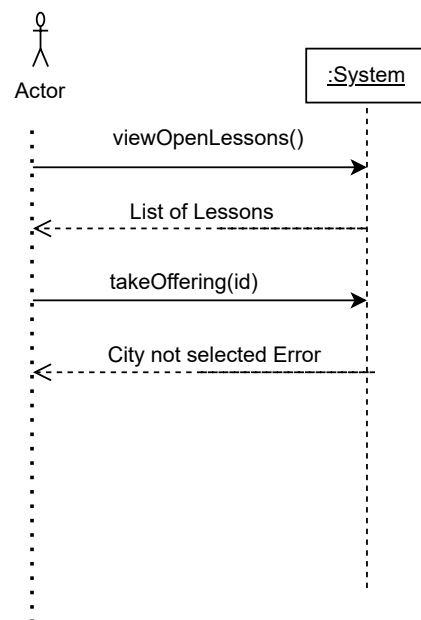 Actor
:System
viewOpenLessons()
List of Lessons
takeOffering(id)
City not selected Error